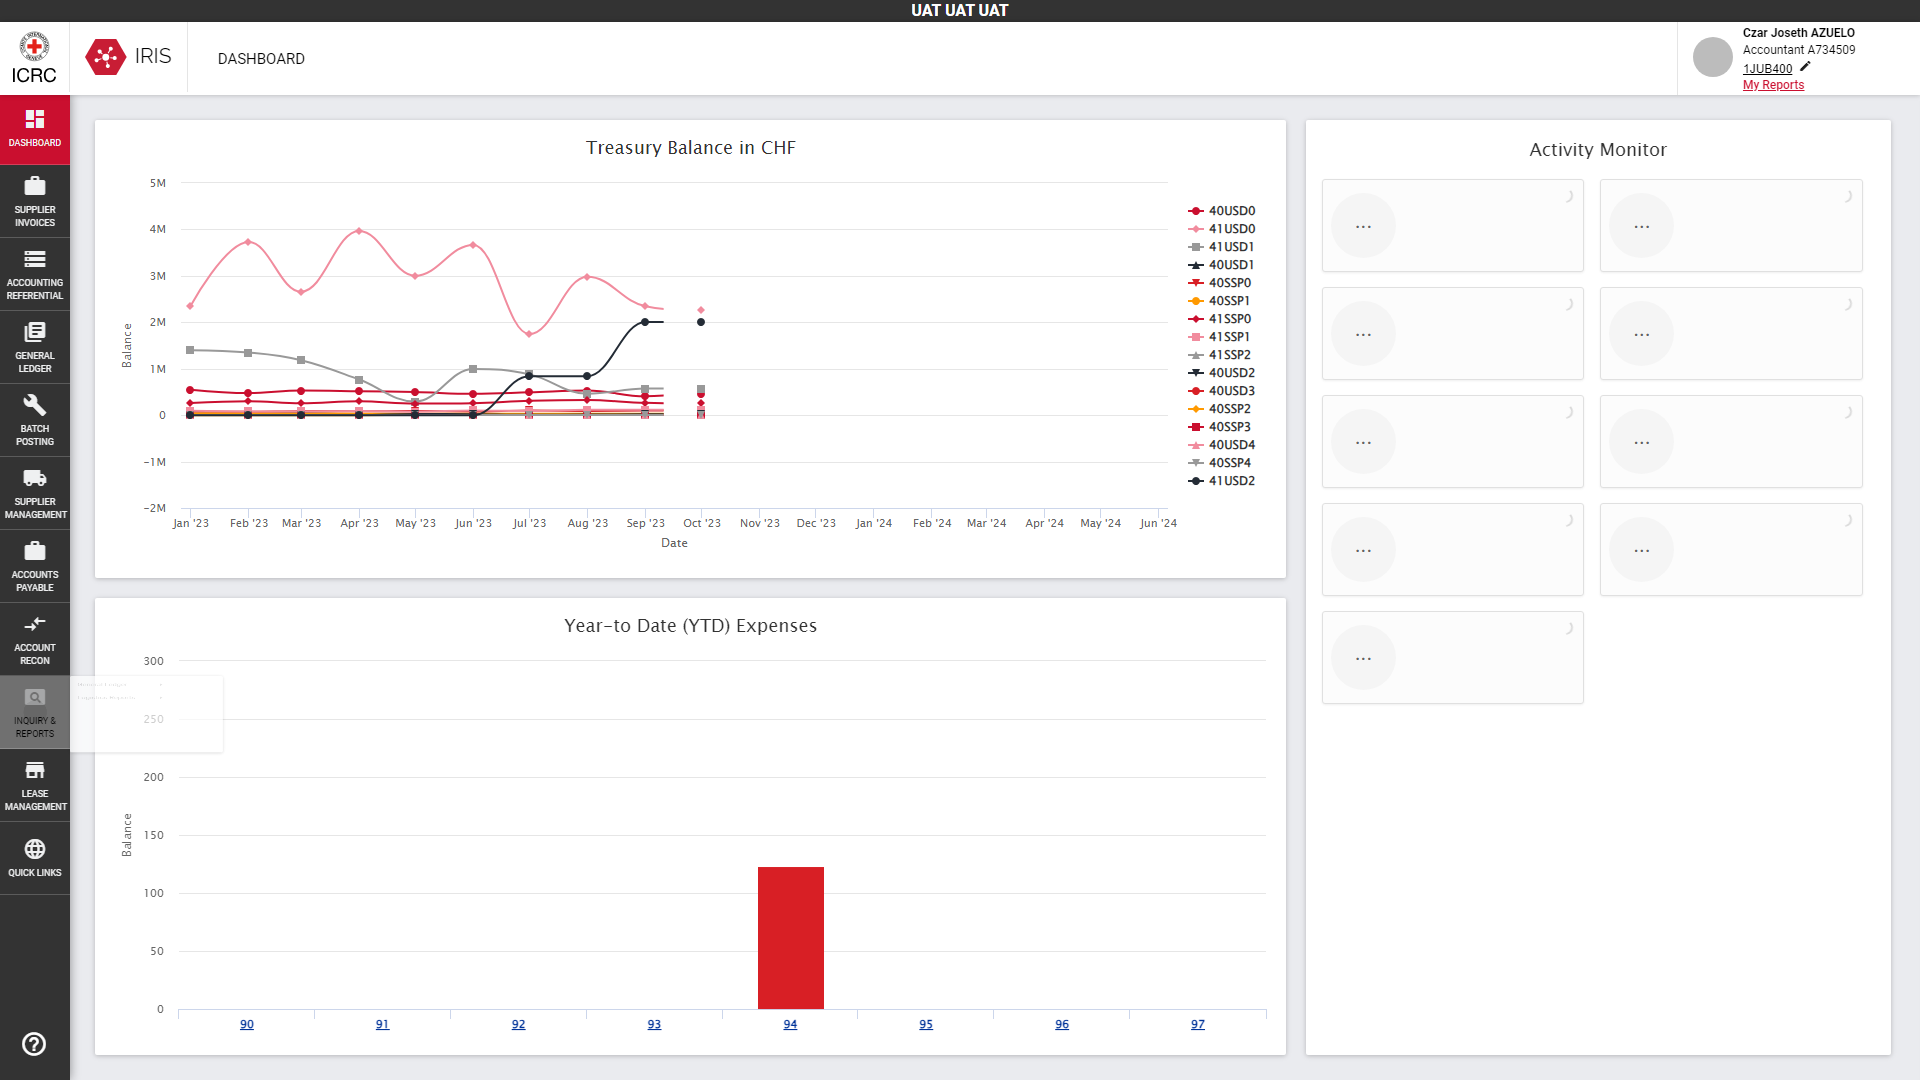 UAT UAT UAT
ICRC
IRIS
DASHBOARD
Czar Joseth AZUELO
Accountant A734509
1JUB400
My Reports
DASHBOARD
SUPPLIER
INVOICES
ACCOUNTING
REFERENTIAL
GENERAL
LEDGER
BATCH
POSTING
SUPPLIER
MANAGEMENT
ACCOUNTS
PAYABLE
ACCOUNT
RECON
INQUIRY &
REPORTS
LEASE
MANAGEMENT
QUICK LINKS
Treasury Balance in CHF
Balance
5M
4M
3M
2M
1M
0
-1M
-2M
Jan '23 Feb '23 Mar '23 Apr '23 May '23 Jun '23 Jul '23 Aug '23 Sep '23 Oct '23 Nov '23 Dec '23 Jan '24 Feb '24 Mar '24 Apr '24 May '24 Jun '24
Date
40USD0
41USD0
41USD1
40USD1
40SSP0
40SSP1
41SSP0
41SSP1
41SSP2
40USD2
40USD3
40SSP2
40SSP3
40USD4
40SSP4
41USD2
Year-to Date (YTD) Expenses
Balance
300
250
200
150
100
50
0
90 91 92 93 94 95 96 97
Activity Monitor
... ...
... ...
... ...
... ...
...